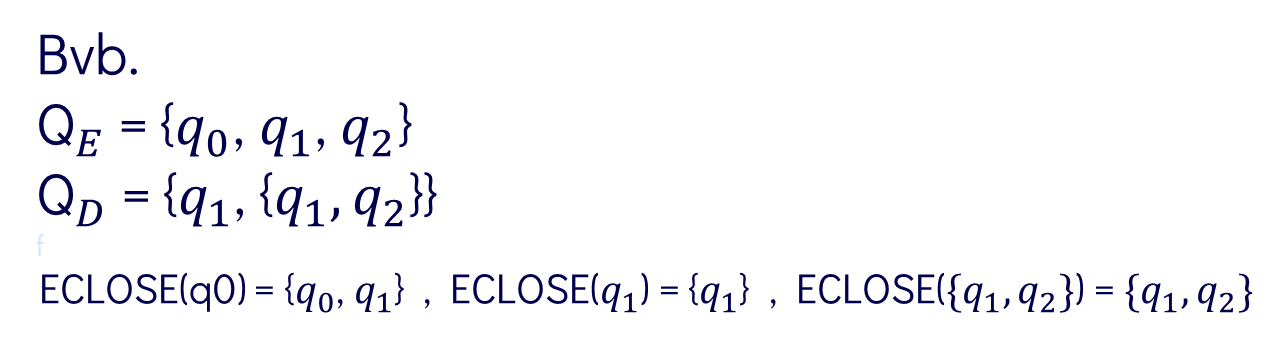 Bvb.
Q_E = {q_0, q_1, q_2}
Q_D = {q_1, {q_1, q_2}}
f
ECLOSE(q0) = {q_0, q_1} , ECLOSE(q_1) = {q_1} , ECLOSE({q_1, q_2}) = {q_1, q_2}